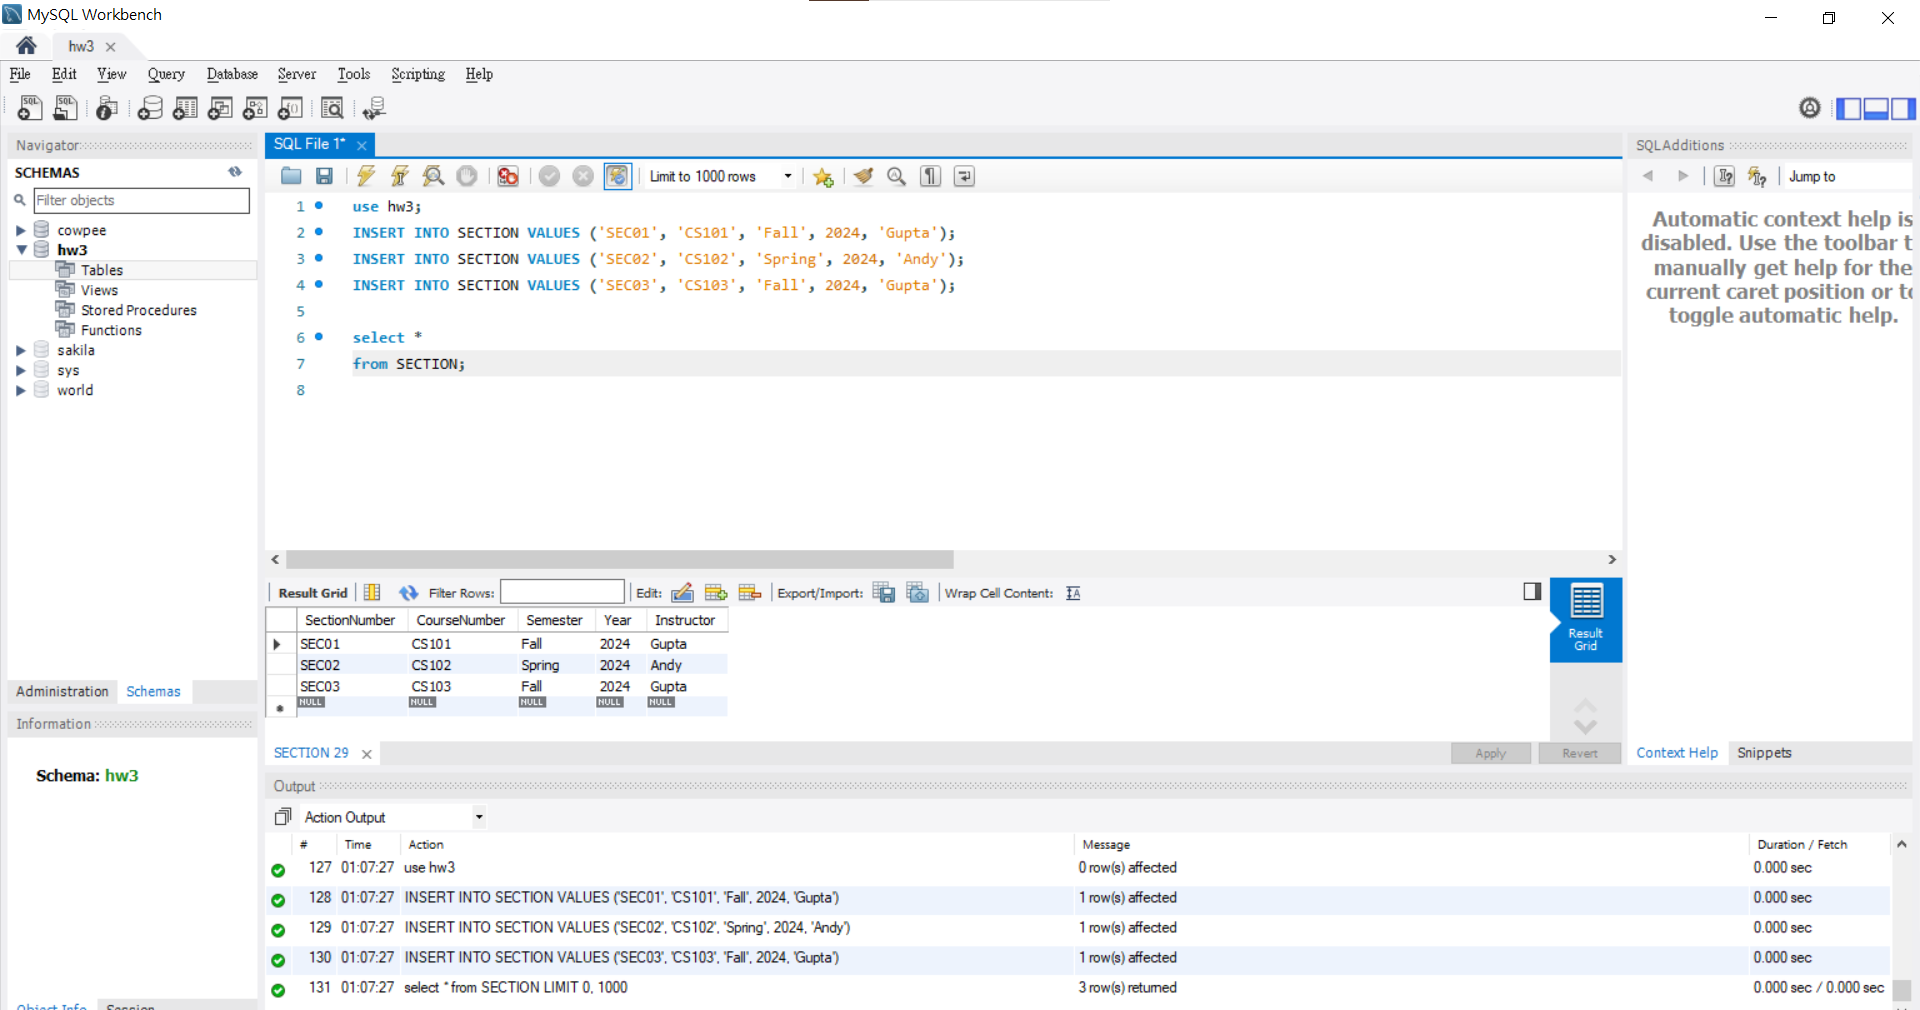 MySQL Workbench
hw3
File Edit View Query Database Server Tools Scripting Help
Navigator
SQL File 1*
SQLAdditions
SCHEMAS
Limit to 1000 rows
Jump to
Filter objects
cowpee
hw3
Tables
Views
Stored Procedures
Functions
sakila
sys
world
1 use hw3;
2 INSERT INTO SECTION VALUES ('SEC01', 'CS101', 'Fall', 2024, 'Gupta');
3 INSERT INTO SECTION VALUES ('SEC02', 'CS102', 'Spring', 2024, 'Andy');
4 INSERT INTO SECTION VALUES ('SEC03', 'CS103', 'Fall', 2024, 'Gupta');
5
6 select *
7 from SECTION;
8
Automatic context help is
disabled. Use the toolbar t
manually get help for the
current caret position or to
toggle automatic help.
Result Grid Filter Rows: Edit: Export/Import: Wrap Cell Content:
SectionNumber CourseNumber Semester Year Instructor
SEC01 CS101 Fall 2024 Gupta
SEC02 CS102 Spring 2024 Andy
SEC03 CS103 Fall 2024 Gupta
NULL NULL NULL NULL NULL
Result
Grid
Administration Schemas
Information
Schema: hw3
SECTION 29
Apply Revert
Context Help Snippets
Output
Action Output
# Time Action Message Duration / Fetch
127 01:07:27 use hw3 0 row(s) affected 0.000 sec
128 01:07:27 INSERT INTO SECTION VALUES ('SEC01', 'CS101', 'Fall', 2024, 'Gupta') 1 row(s) affected 0.000 sec
129 01:07:27 INSERT INTO SECTION VALUES ('SEC02', 'CS102', 'Spring', 2024, 'Andy') 1 row(s) affected 0.000 sec
130 01:07:27 INSERT INTO SECTION VALUES ('SEC03', 'CS103', 'Fall', 2024, 'Gupta') 1 row(s) affected 0.000 sec
131 01:07:27 select * from SECTION LIMIT 0, 1000 3 row(s) returned 0.000 sec / 0.000 sec
Object Info Session